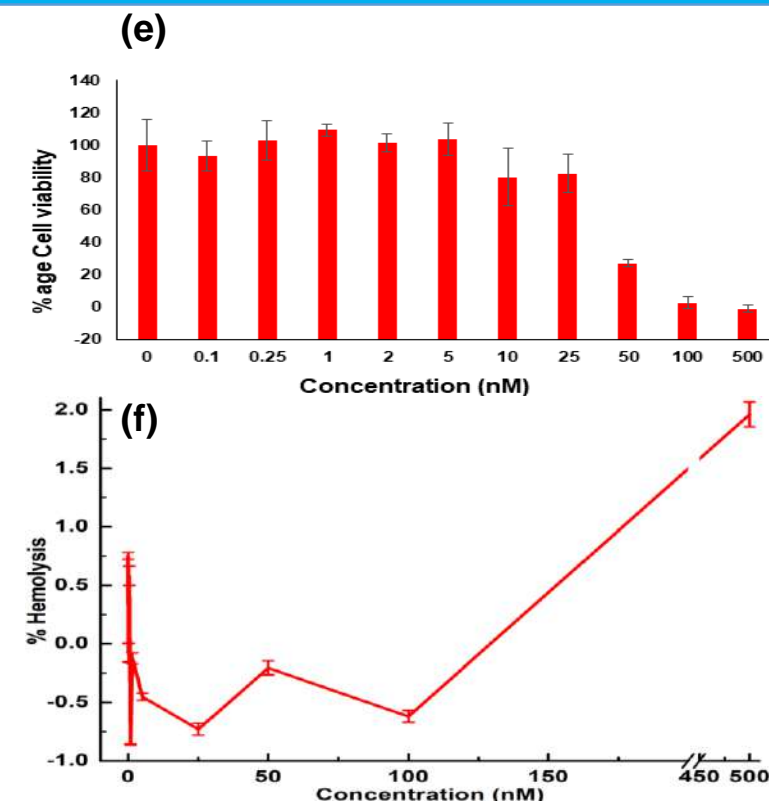 (e)
140
120
100
80
60
40
20
0
-20
% age Cell viability
0 0.1 0.25 1 2 5 10 25 50 100 500
Concentration (nM)
(f)
2.0
1.5
1.0
0.5
0.0
-0.5
-1.0
% Hemolysis
0 50 100 150 450 500
Concentration (nM)